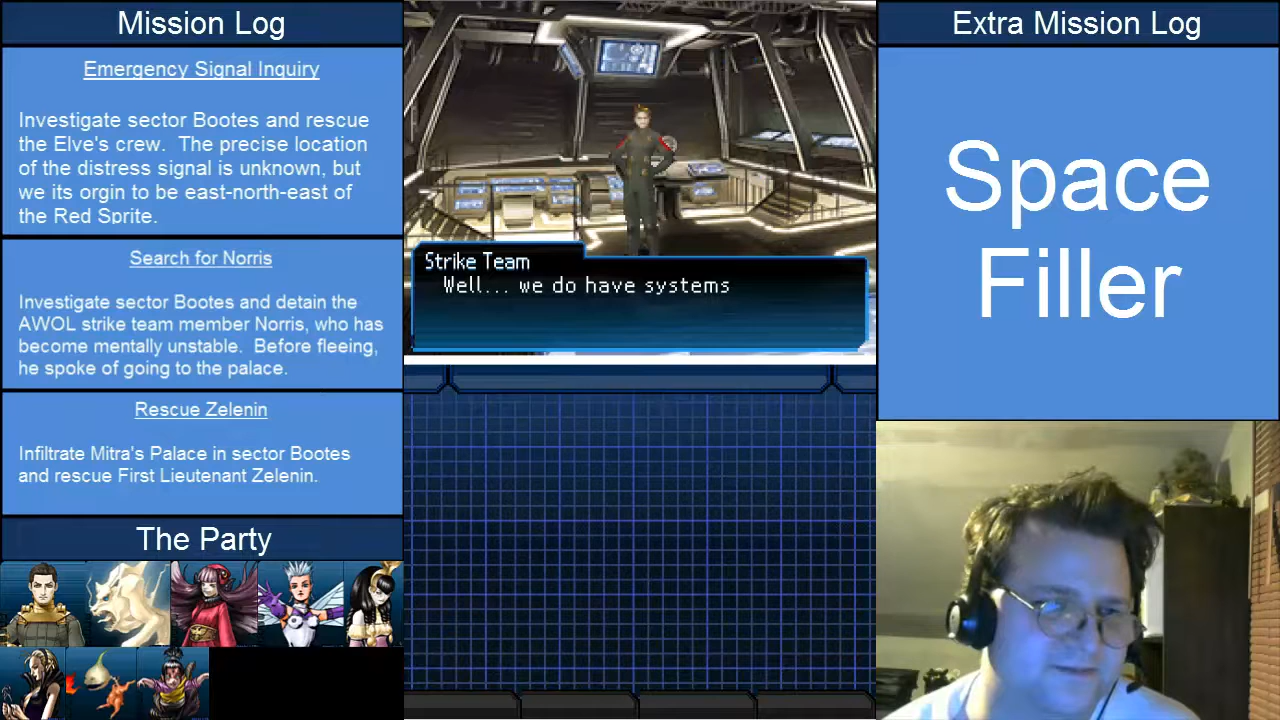 Mission Log
Emergency Signal Inquiry
Investigate sector Bootes and rescue
the Elve's crew. The precise location
of the distress signal is unknown, but
we its orgin to be east-north-east of
the Red Sprite.
Search for Norris
Investigate sector Bootes and detain the
AWOL strike team member Norris, who has
become mentally unstable. Before fleeing,
he spoke of going to the palace.
Rescue Zelenin
Infiltrate Mitra's Palace in sector Bootes
and rescue First Lieutenant Zelenin.
The Party
Strike Team
Well... we do have systems
Extra Mission Log
Space
Filler